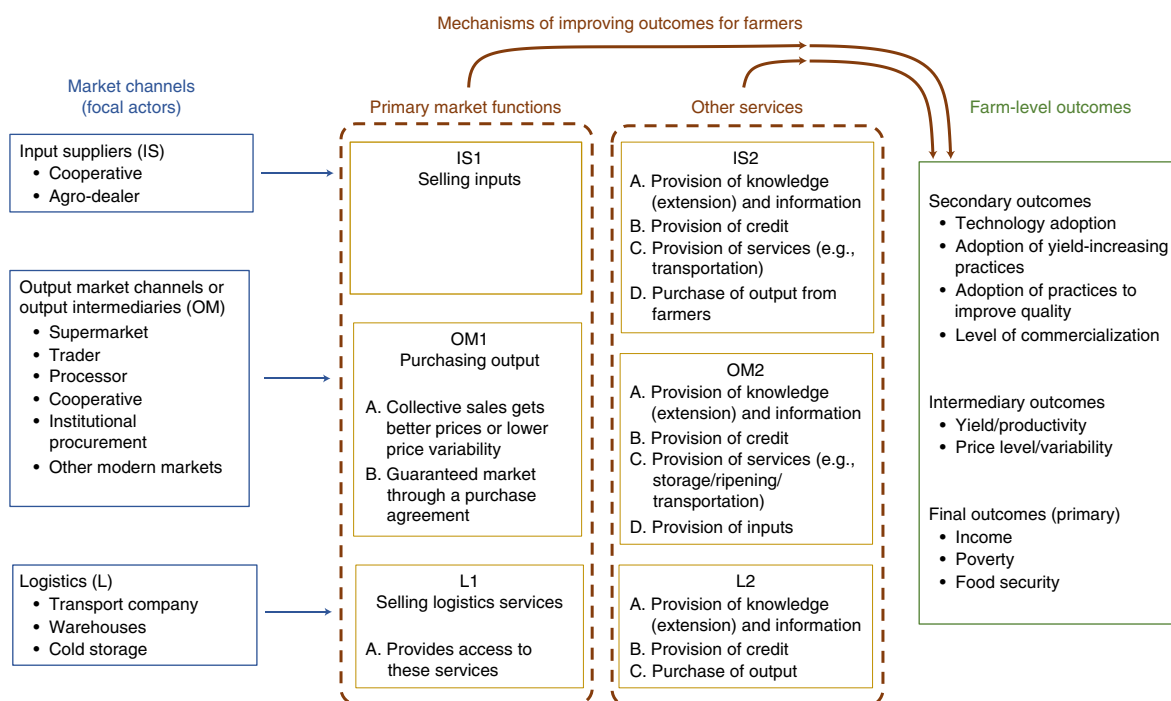 Mechanisms of improving outcomes for farmers
Market channels
(focal actors)
Primary market functions
Other services
Farm-level outcomes
Input suppliers (IS)
• Cooperative
• Agro-dealer
Output market channels or
output intermediaries (OM)
• Supermarket
• Trader
• Processor
• Cooperative
• Institutional
procurement
• Other modern markets
Logistics (L)
• Transport company
• Warehouses
• Cold storage
IS1
Selling inputs
OM1
Purchasing output
A. Collective sales gets
better prices or lower
price variability
B. Guaranteed market
through a purchase
agreement
L1
Selling logistics services
A. Provides access to
these services
IS2
A. Provision of knowledge
(extension) and information
B. Provision of credit
C. Provision of services (e.g.,
transportation)
D. Purchase of output from
farmers
OM2
A. Provision of knowledge
(extension) and information
B. Provision of credit
C. Provision of services (e.g.,
storage/ripening/
transportation)
D. Provision of inputs
L2
A. Provision of knowledge
(extension) and information
B. Provision of credit
C. Purchase of output
Secondary outcomes
• Technology adoption
• Adoption of yield-increasing
practices
• Adoption of practices to
improve quality
• Level of commercialization
Intermediary outcomes
• Yield/productivity
• Price level/variability
Final outcomes (primary)
• Income
• Poverty
• Food security